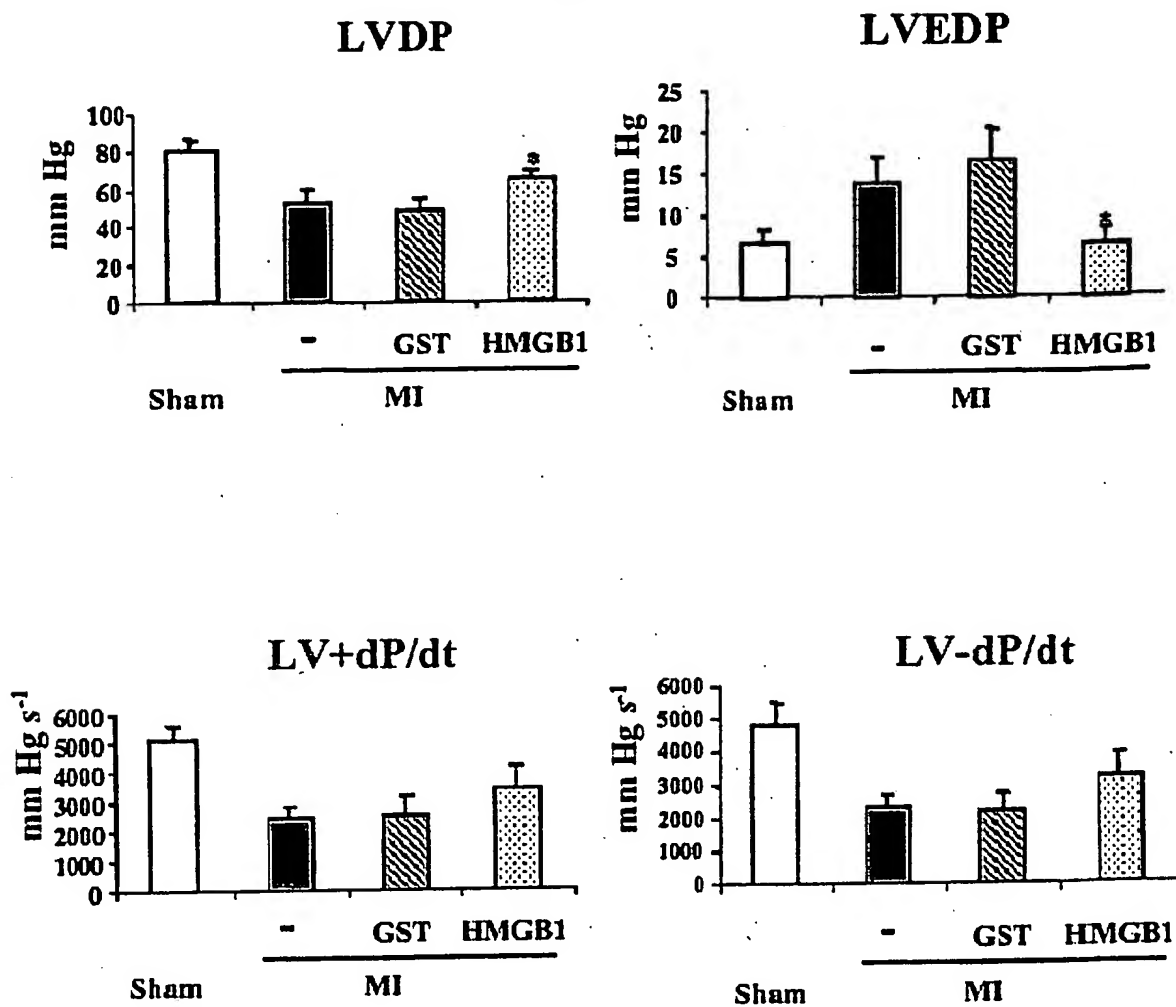 LVDP
mm Hg
100
80
60
40
20
0
*
- GST HMGB1
Sham MI
LVEDP
mm Hg
25
20
15
10
5
0
- GST HMGB1
Sham MI
LV+dP/dt
mm Hg s-1
6000
5000
4000
3000
2000
1000
0
- GST HMGB1
Sham MI
LV-dP/dt
mm Hg s-1
6000
5000
4000
3000
2000
1000
0
- GST HMGB1
Sham MI